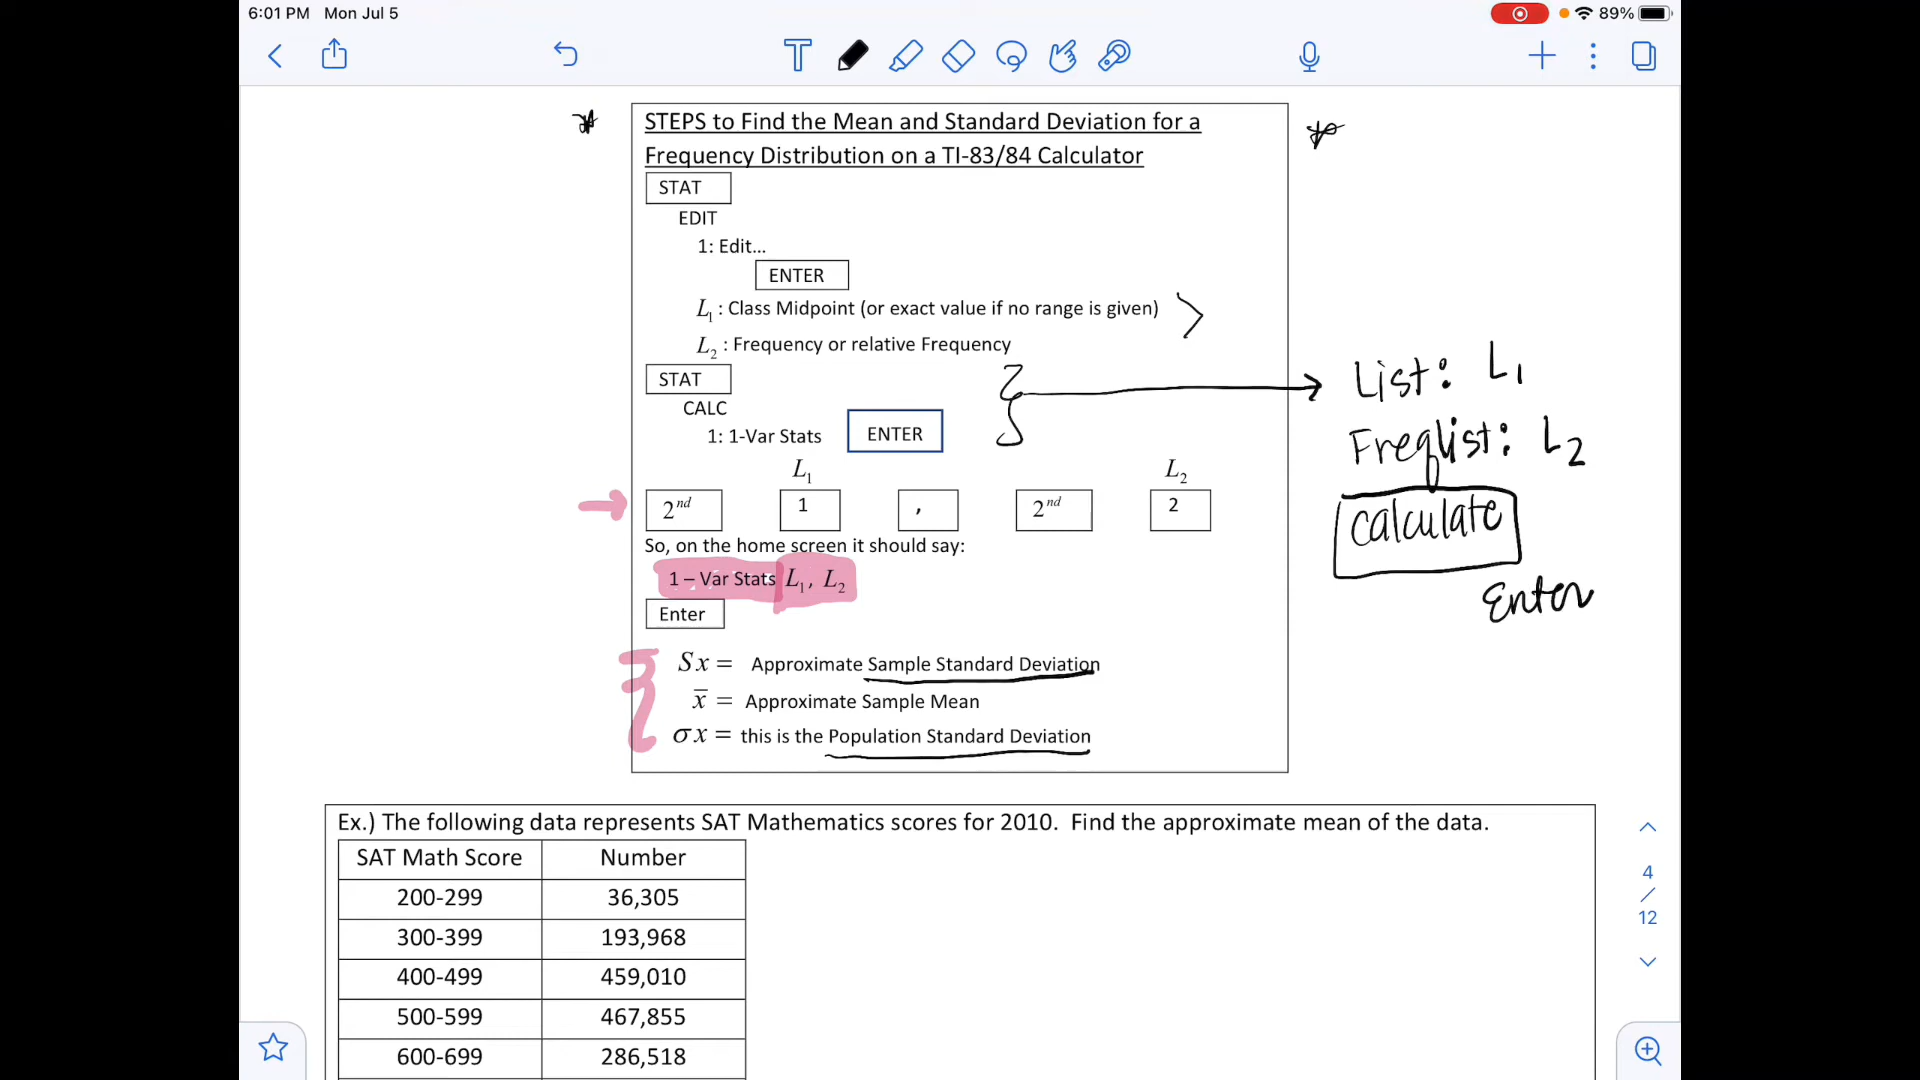 6:01 PM Mon Jul 5 89%
STEPS to Find the Mean and Standard Deviation for a
Frequency Distribution on a TI-83/84 Calculator
STAT
EDIT
1: Edit...
ENTER
L₁ : Class Midpoint (or exact value if no range is given)
L₂ : Frequency or relative Frequency
STAT
CALC
1: 1-Var Stats ENTER
L₁ L₂
2ⁿᵈ 1 , 2ⁿᵈ 2
So, on the home screen it should say:
1 – Var Stats L₁, L₂
Enter
Sx = Approximate Sample Standard Deviation
x̅ = Approximate Sample Mean
σx = this is the Population Standard Deviation
List: L₁
Freqlist: L₂
Calculate
Enter
Ex.) The following data represents SAT Mathematics scores for 2010. Find the approximate mean of the data.
SAT Math Score Number
200-299 36,305
300-399 193,968
400-499 459,010
500-599 467,855
600-699 286,518
4
/
12